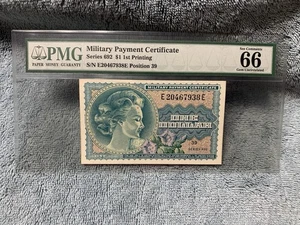 PMG
PAPER MONEY GUARANTY
Military Payment Certificate
Series 692 $1 1st Printing
S/N E20467938E Position 39
66
Gem Uncirculated
MILITARY PAYMENT CERTIFICATE
E20467938E
ONE
DOLLAR
39